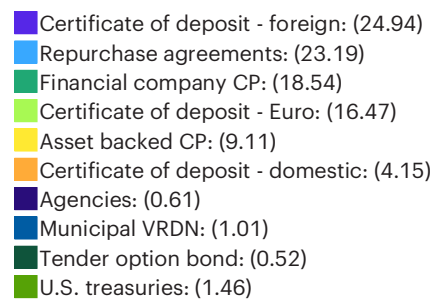 Certificate of deposit - foreign: (24.94)
Repurchase agreements: (23.19)
Financial company CP: (18.54)
Certificate of deposit - Euro: (16.47)
Asset backed CP: (9.11)
Certificate of deposit - domestic: (4.15)
Agencies: (0.61)
Municipal VRDN: (1.01)
Tender option bond: (0.52)
U.S. treasuries: (1.46)